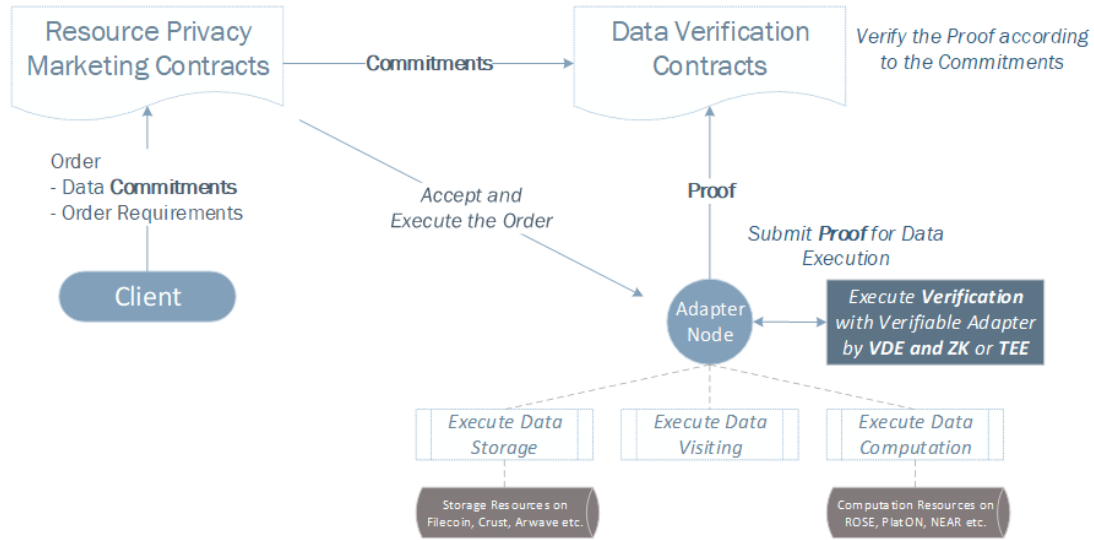 Resource Privacy
Marketing Contracts
Commitments
Data Verification
Contracts
Verify the Proof according
to the Commitments
Order
- Data Commitments
- Order Requirements
Accept and
Execute the Order
Proof
Submit Proof for Data
Execution
Client
Adapter
Node
Execute Verification
with Verifiable Adapter
by VDE and ZK or TEE
Execute Data
Storage
Execute Data
Visiting
Execute Data
Computation
Storage Resources on
Filecoin, Crust, Arwave etc.
Computation Resources on
ROSE, PlatON, NEAR etc.